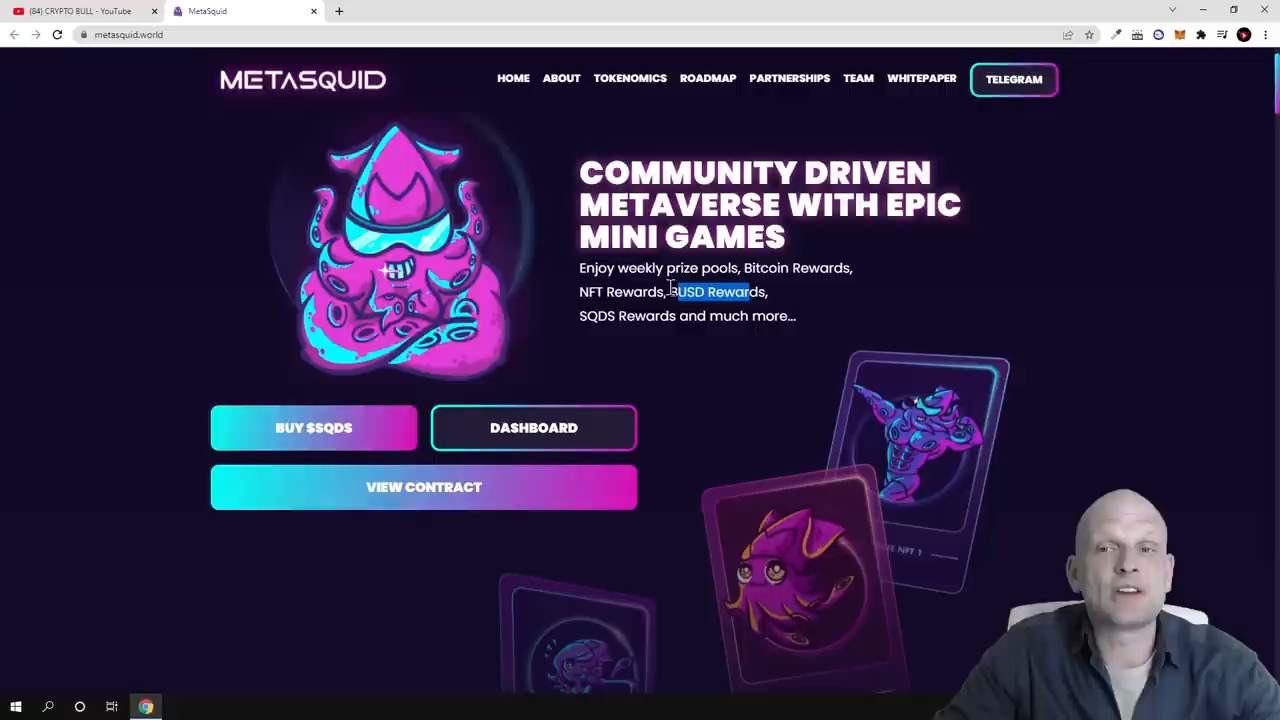 (84) CRYPTO BULL - YouTube
MetaSquid
metasquid.world
METASQUID
HOME
ABOUT
TOKENOMICS
ROADMAP
PARTNERSHIPS
TEAM
WHITEPAPER
TELEGRAM
COMMUNITY DRIVEN
METAVERSE WITH EPIC
MINI GAMES
Enjoy weekly prize pools, Bitcoin Rewards,
NFT Rewards, BUSD Rewards,
SQDS Rewards and much more...
BUY $SQDS
DASHBOARD
VIEW CONTRACT
NFT 1